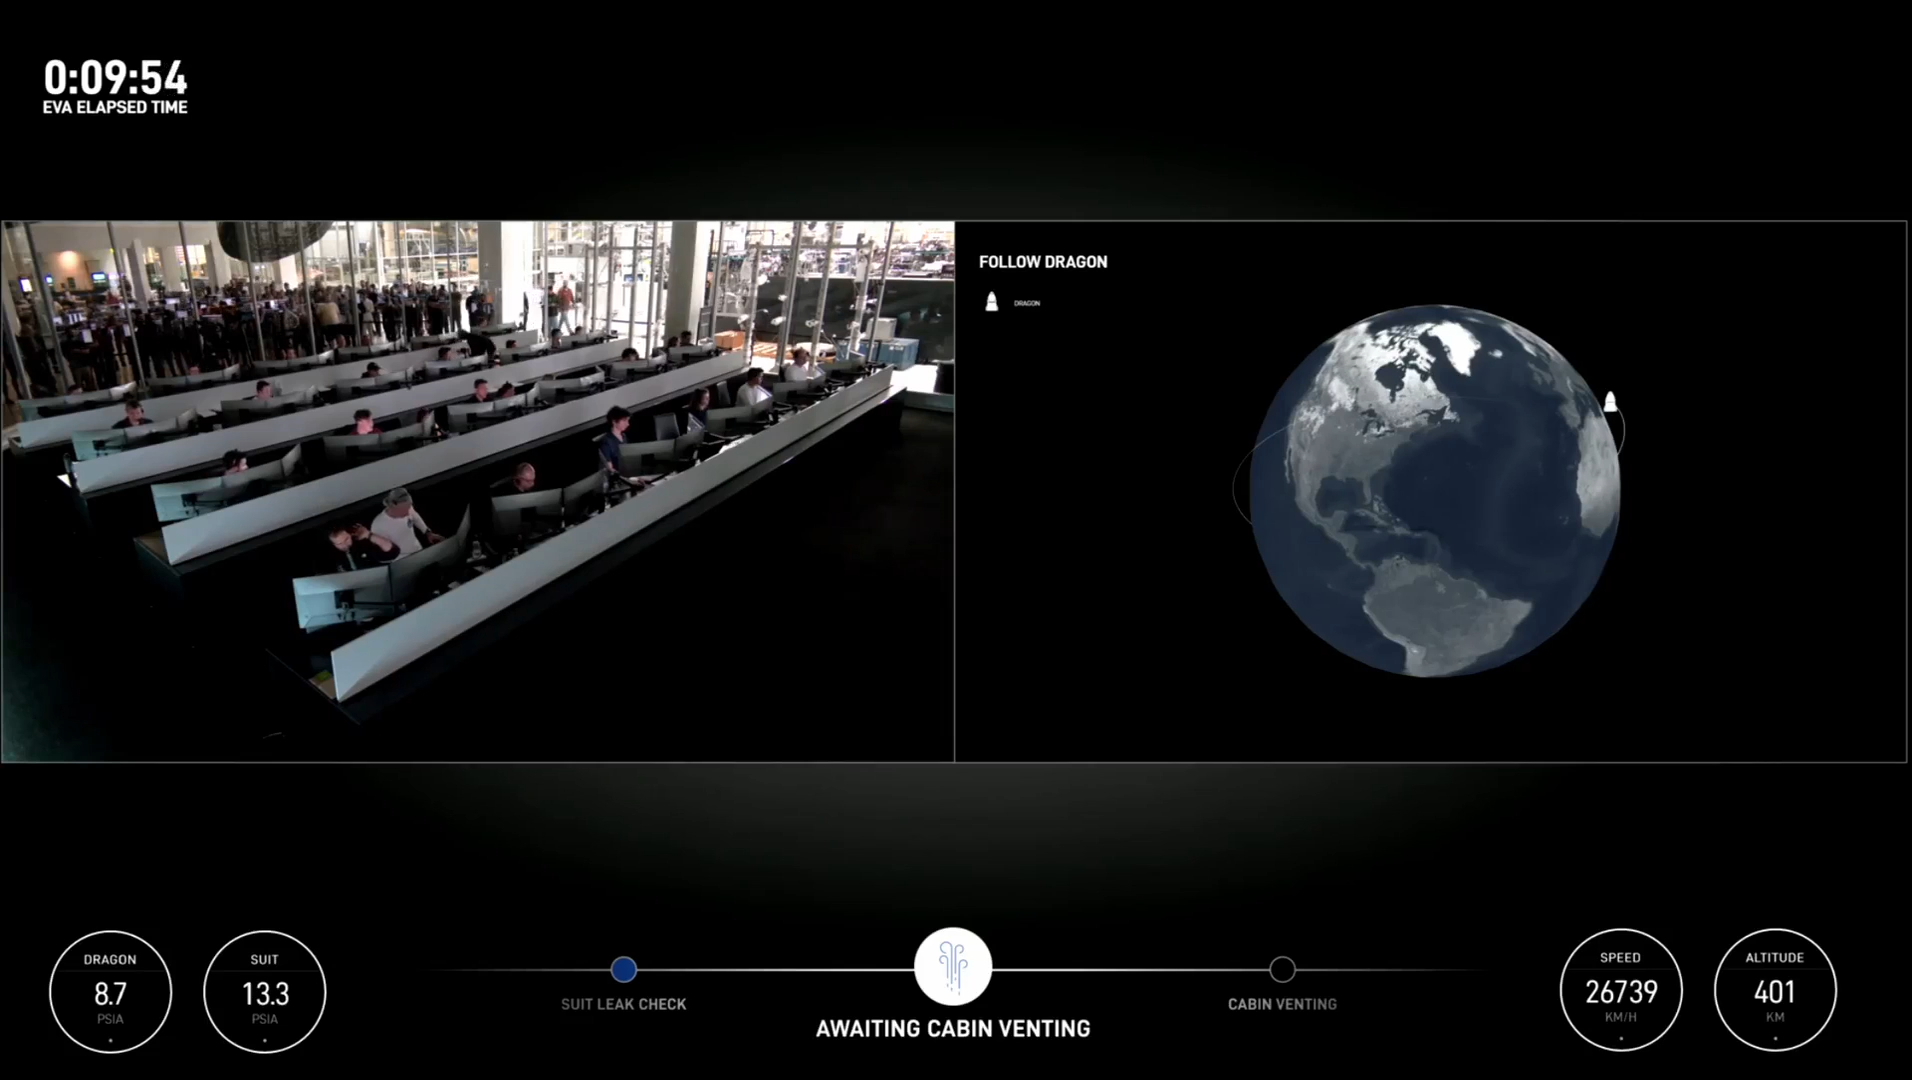 0:09:54
EVA ELAPSED TIME
FOLLOW DRAGON
DRAGON
DRAGON
8.7
PSIA
SUIT
13.3
PSIA
SUIT LEAK CHECK
AWAITING CABIN VENTING
CABIN VENTING
SPEED
26739
KM/H
ALTITUDE
401
KM